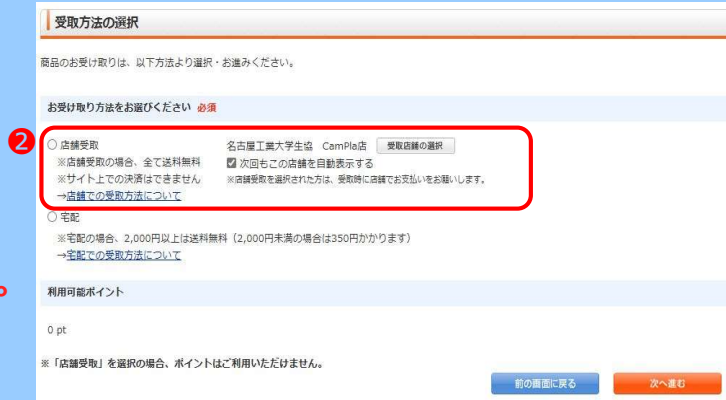 受取方法の選択
商品のお受け取りは、以下方法より選択・お進みください。
お受け取り方法をお選びください 必須
2
○ 店舗受取 名古屋工業大学生協 CamPla店 受取店舗の選択
※店舗受取の場合、全て送料無料 ☑ 次回もこの店舗を自動表示する
※サイト上での決済はできません ※店舗受取を選択された方は、受取時に店舗でお支払いをお願いします。
→店舗での受取方法について
○ 宅配
※宅配の場合、2,000円以上は送料無料（2,000円未満の場合は350円かかります）
→宅配での受取方法について
利用可能ポイント
0 pt
※「店舗受取」を選択の場合、ポイントはご利用いただけません。
前の画面に戻る 次へ進む